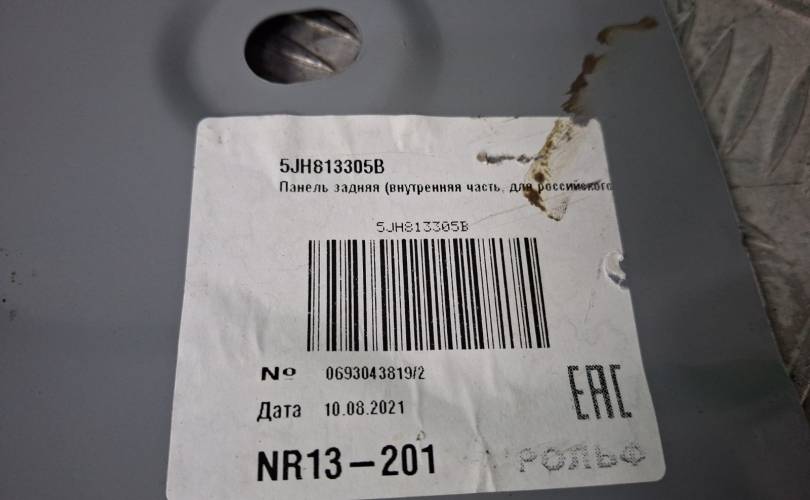 5JH813305B
Панель задняя (внутренняя часть, для российского
5JH813305B
№ 0693043819/2
EAC
Дата 10.08.2021
NR13-201 РОЛЬФ